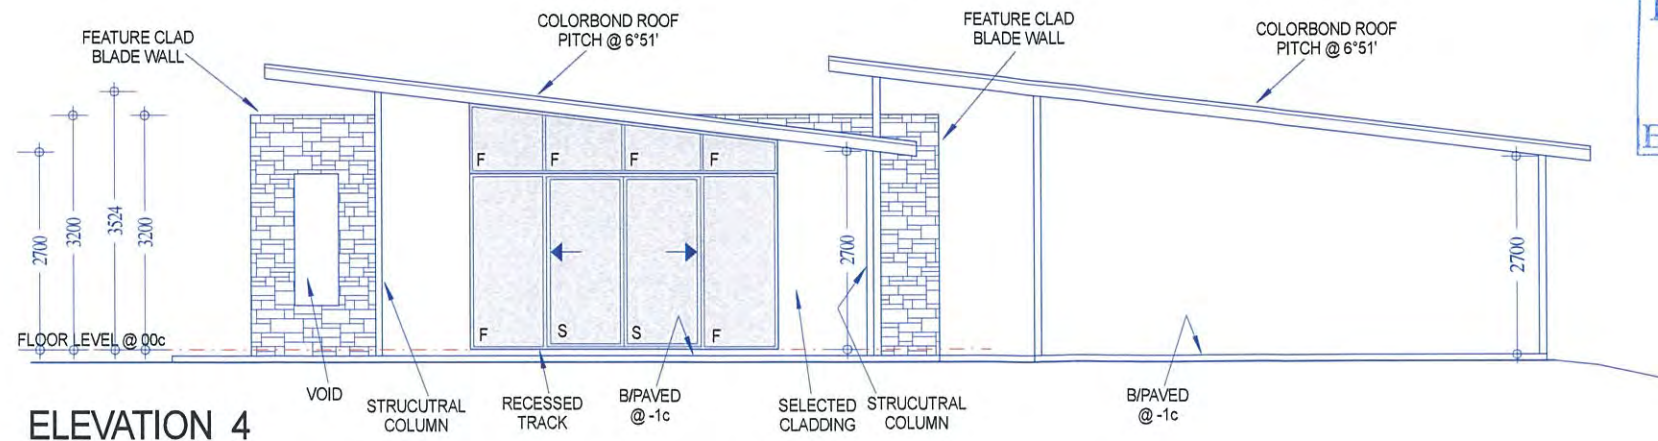 FEATURE CLAD
BLADE WALL
COLORBOND ROOF
PITCH @ 6°51'
FEATURE CLAD
BLADE WALL
COLORBOND ROOF
PITCH @ 6°51'
F
F
F
F
2700
3200
3524
3200
2700
2700
F
S
S
F
FLOOR LEVEL @ 00c
VOID
STRUCUTRAL
COLUMN
RECESSED
TRACK
B/PAVED
@ -1c
SELECTED
CLADDING
STRUCUTRAL
COLUMN
B/PAVED
@ -1c
ELEVATION 4